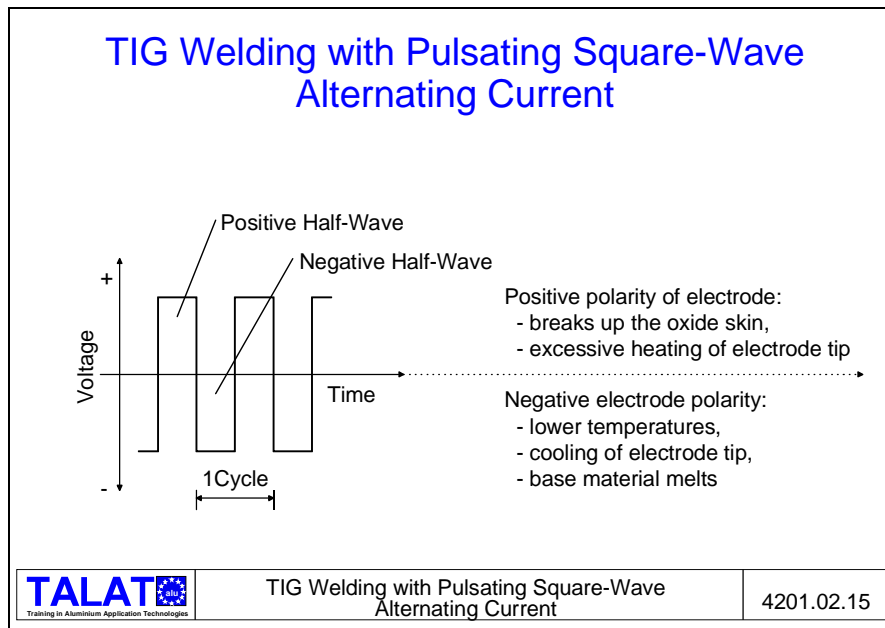 TIG Welding with Pulsating Square-Wave
Alternating Current
Positive Half-Wave
Negative Half-Wave
+
Voltage
Time
-
1Cycle
Positive polarity of electrode:
- breaks up the oxide skin,
- excessive heating of electrode tip
Negative electrode polarity:
- lower temperatures,
- cooling of electrode tip,
- base material melts
TALAT
alu
Training in Aluminium Application Technologies
TIG Welding with Pulsating Square-Wave
Alternating Current
4201.02.15